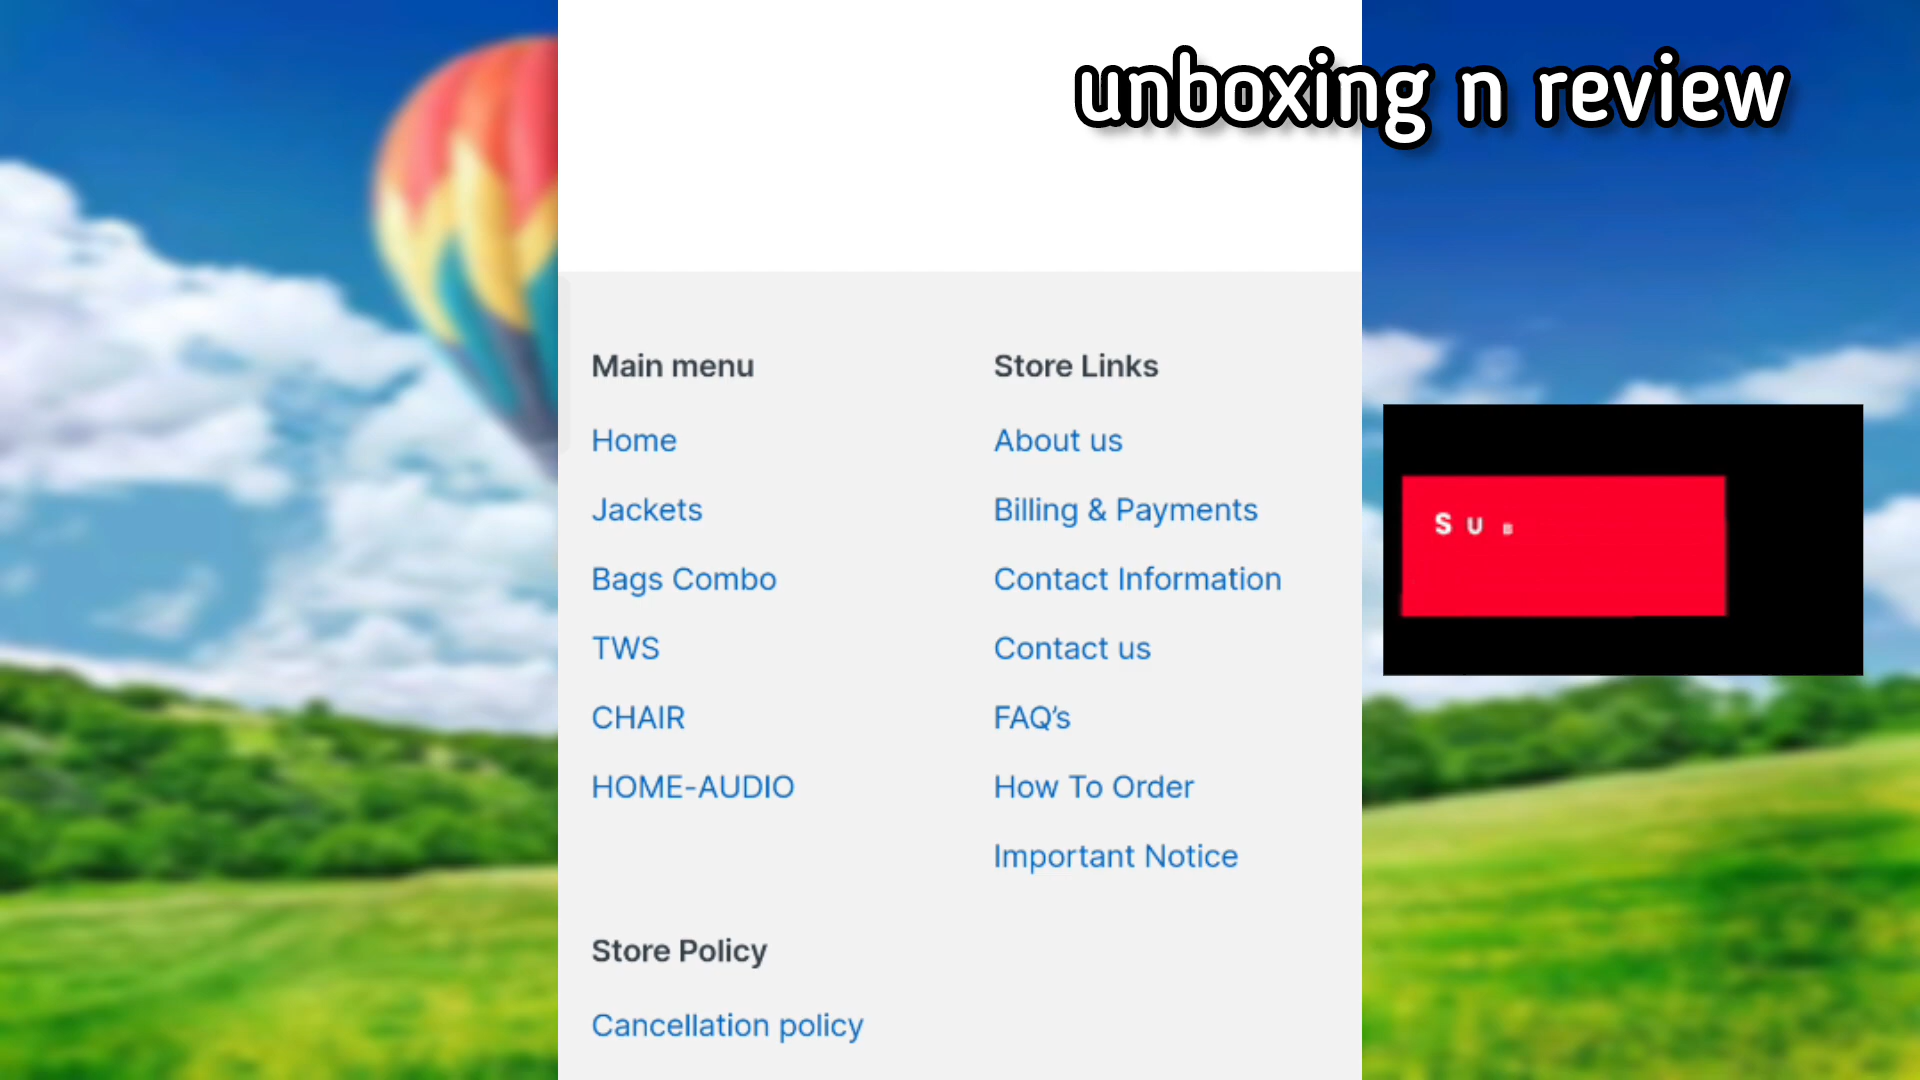 unboxing n review
Main menu
Home
Jackets
Bags Combo
TWS
CHAIR
HOME-AUDIO
Store Links
About us
Billing & Payments
Contact Information
Contact us
FAQ’s
How To Order
Important Notice
Store Policy
Cancellation policy
SUB